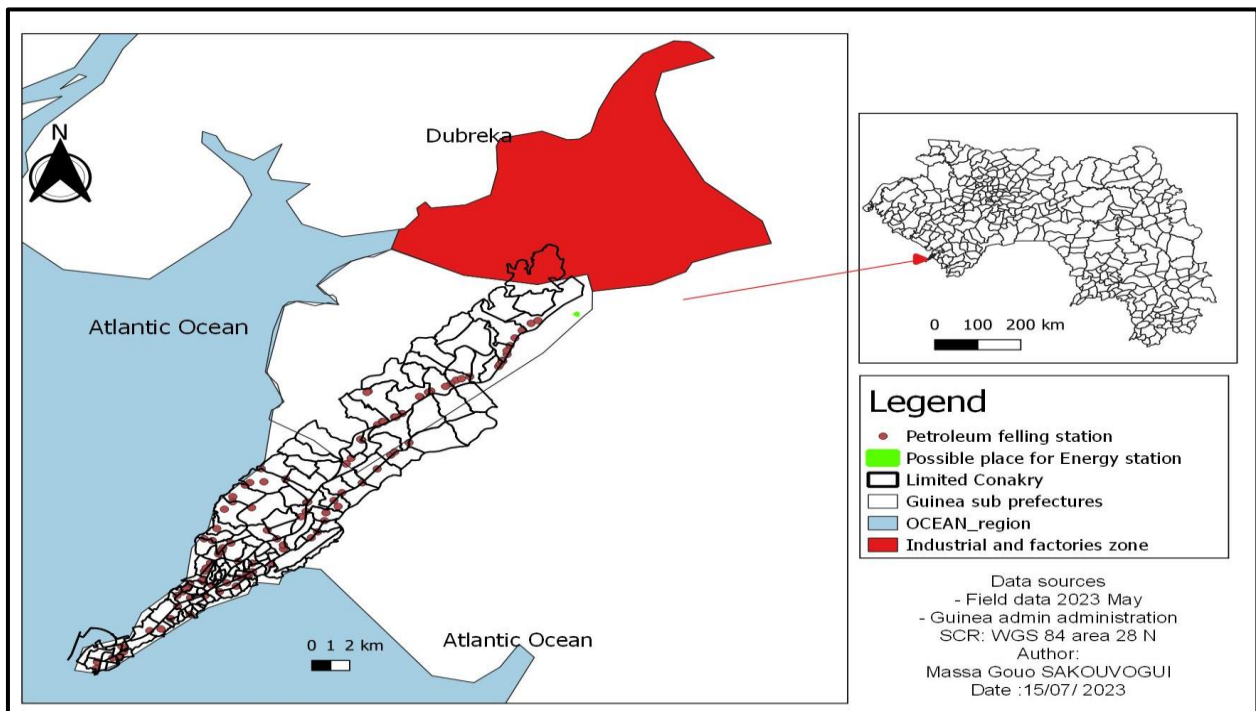 N
Dubreka
Atlantic Ocean
0 1 2 km
Atlantic Ocean
0 100 200 km
Legend
Petroleum felling station
Possible place for Energy station
Limited Conakry
Guinea sub prefectures
OCEAN_region
Industrial and factories zone
Data sources
- Field data 2023 May
- Guinea admin administration
SCR: WGS 84 area 28 N
Author:
Massa Gouo SAKOUVOGUI
Date :15/07/ 2023